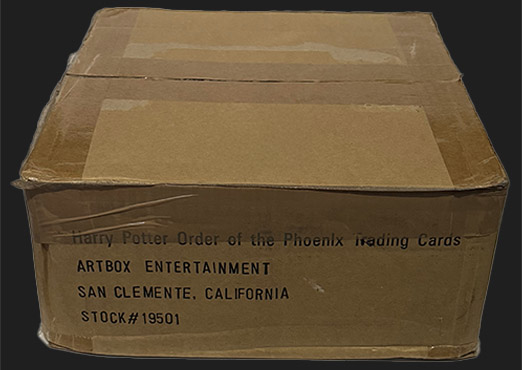 Harry Potter Order of the Phoenix Trading Cards
ARTBOX ENTERTAINMENT
SAN CLEMENTE, CALIFORNIA
STOCK#19501